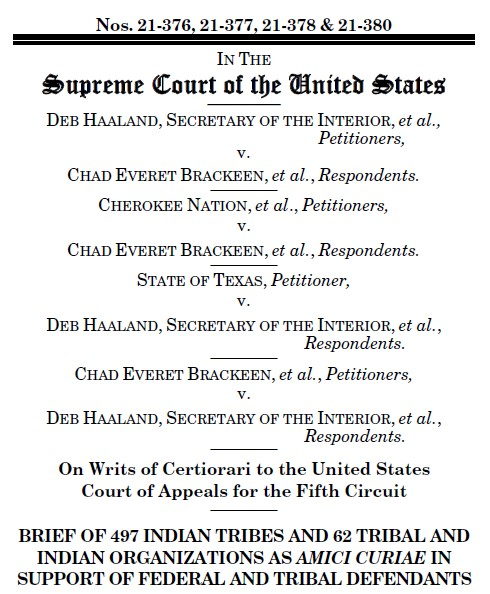 Nos. 21-376, 21-377, 21-378 & 21-380
IN THE
Supreme Court of the United States
DEB HAALAND, SECRETARY OF THE INTERIOR, et al.,
Petitioners,
v.
CHAD EVERET BRACKEEN, et al., Respondents.
CHEROKEE NATION, et al., Petitioners,
v.
CHAD EVERET BRACKEEN, et al., Respondents.
STATE OF TEXAS, Petitioner,
v.
DEB HAALAND, SECRETARY OF THE INTERIOR, et al.,
Respondents.
CHAD EVERET BRACKEEN, et al., Petitioners,
v.
DEB HAALAND, SECRETARY OF THE INTERIOR, et al.,
Respondents.
On Writs of Certiorari to the United States
Court of Appeals for the Fifth Circuit
BRIEF OF 497 INDIAN TRIBES AND 62 TRIBAL AND
INDIAN ORGANIZATIONS AS AMICI CURIAE IN
SUPPORT OF FEDERAL AND TRIBAL DEFENDANTS